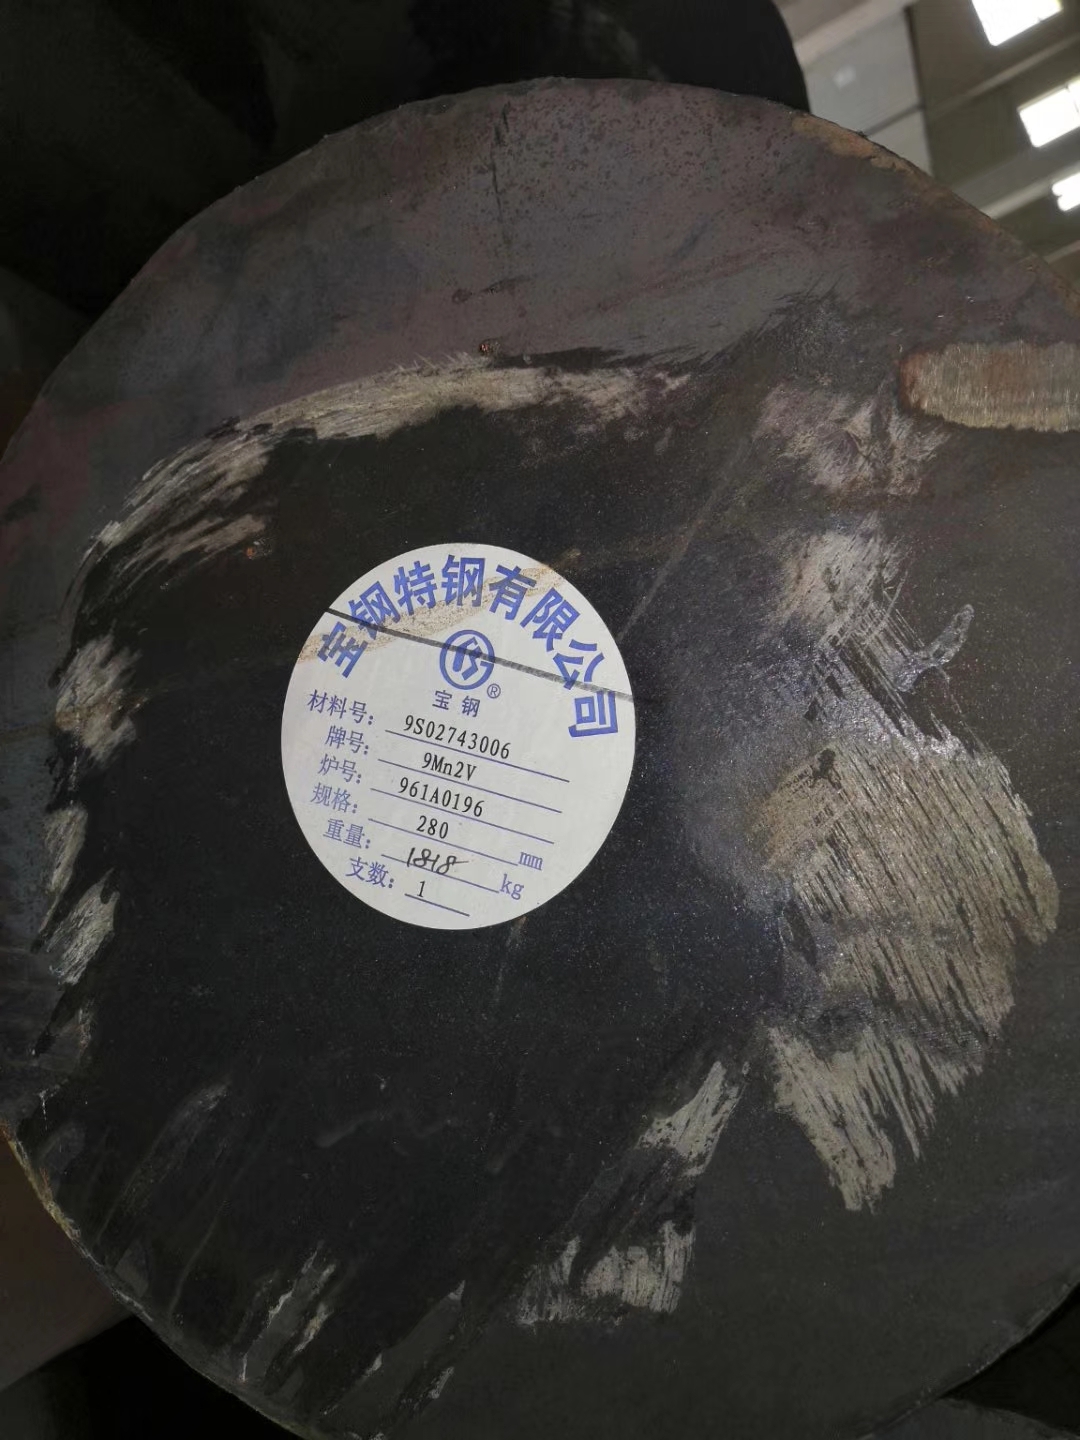 宝钢特钢有限公司
®
宝钢
材料号: 9S02743006
牌号: 9Mn2V
炉号: 961A0196
规格: 280 mm
重量: 1818 kg
支数: 1